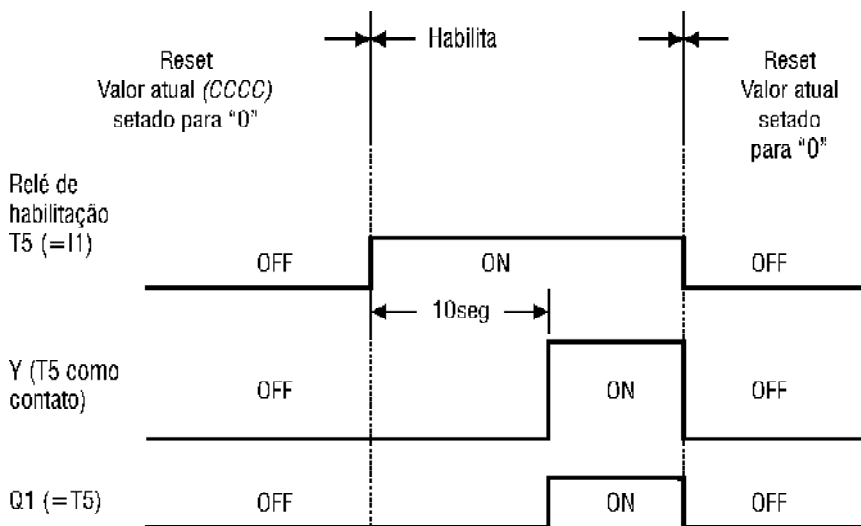 Habilita
Reset
Valor atual (CCCC)
setado para “0”
Reset
Valor atual
setado
para “0”
Relé de
habilitação
T5 (=I1)
OFF
ON
OFF
10seg
Y (T5 como
contato)
OFF
ON
OFF
Q1 (=T5)
OFF
ON
OFF